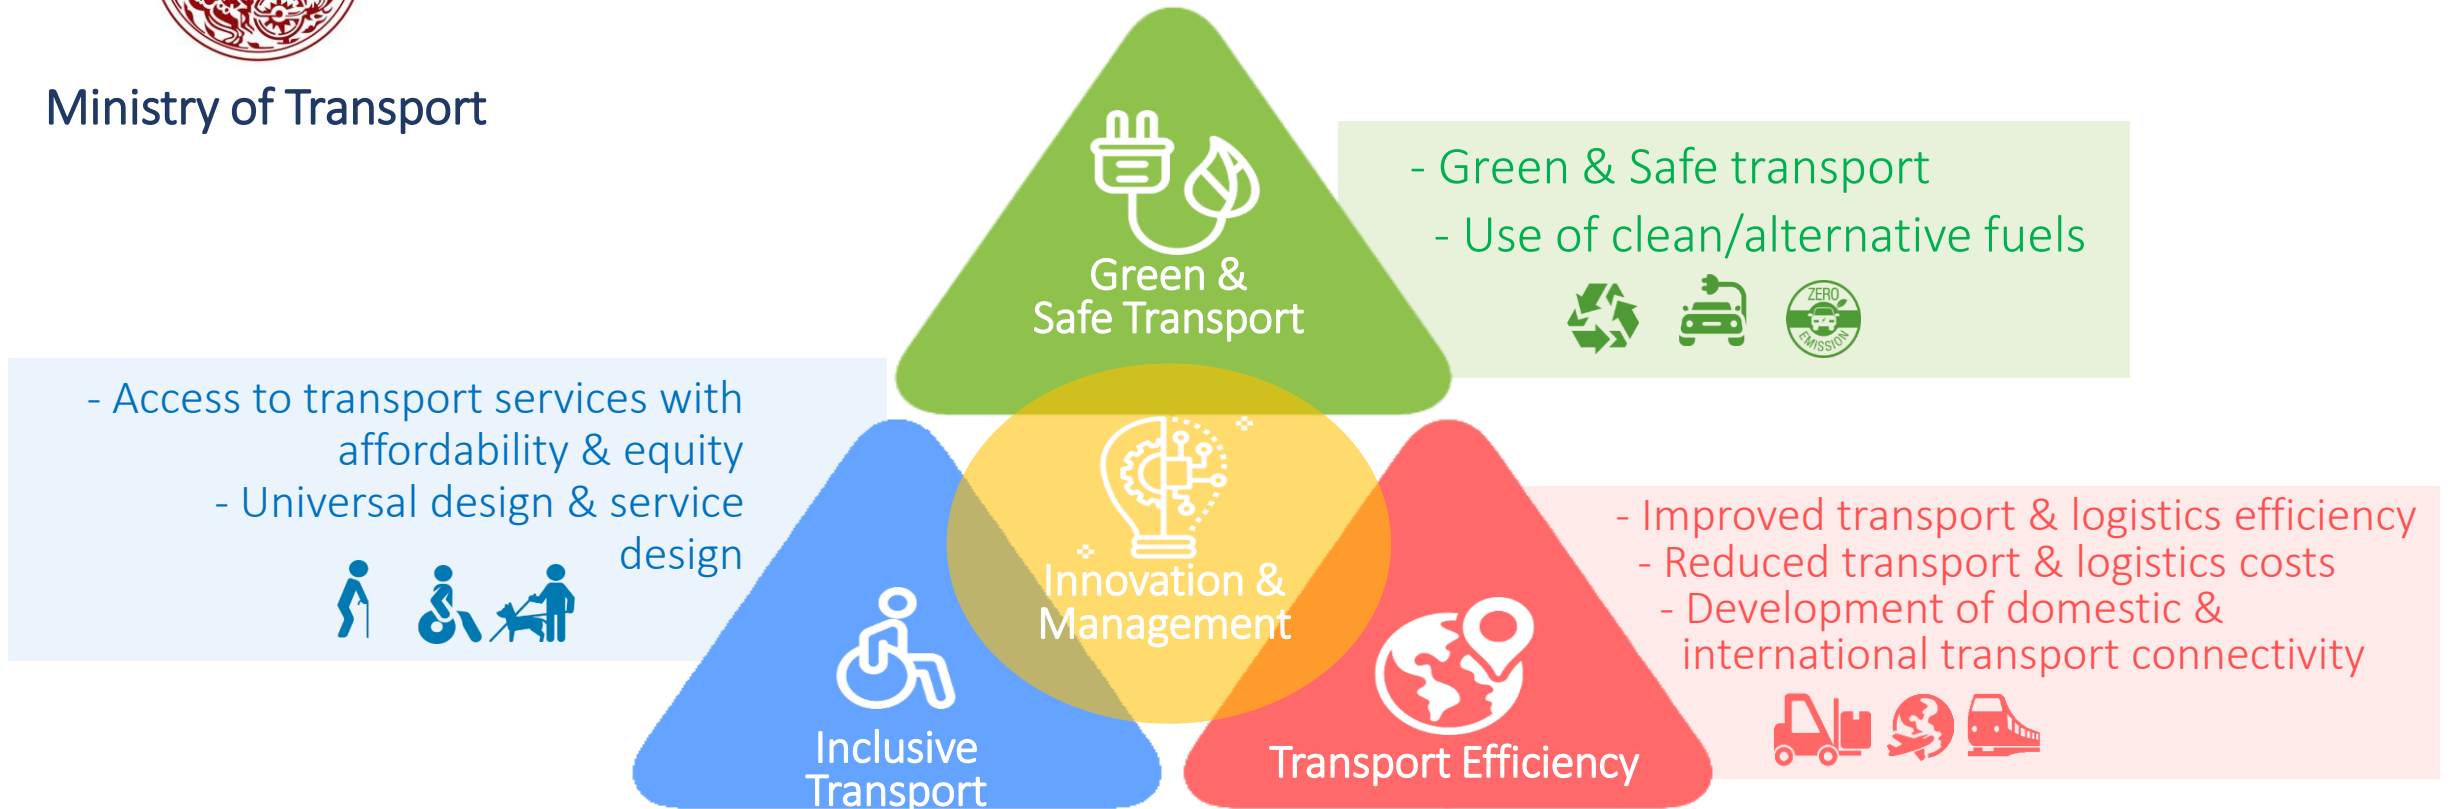 Ministry of Transport
Green &
Safe Transport
- Green & Safe transport
- Use of clean/alternative fuels
ZERO
EMISSION
- Access to transport services with
affordability & equity
- Universal design & service
design
Innovation &
Management
- Improved transport & logistics efficiency
- Reduced transport & logistics costs
- Development of domestic &
international transport connectivity
Inclusive
Transport
Transport Efficiency